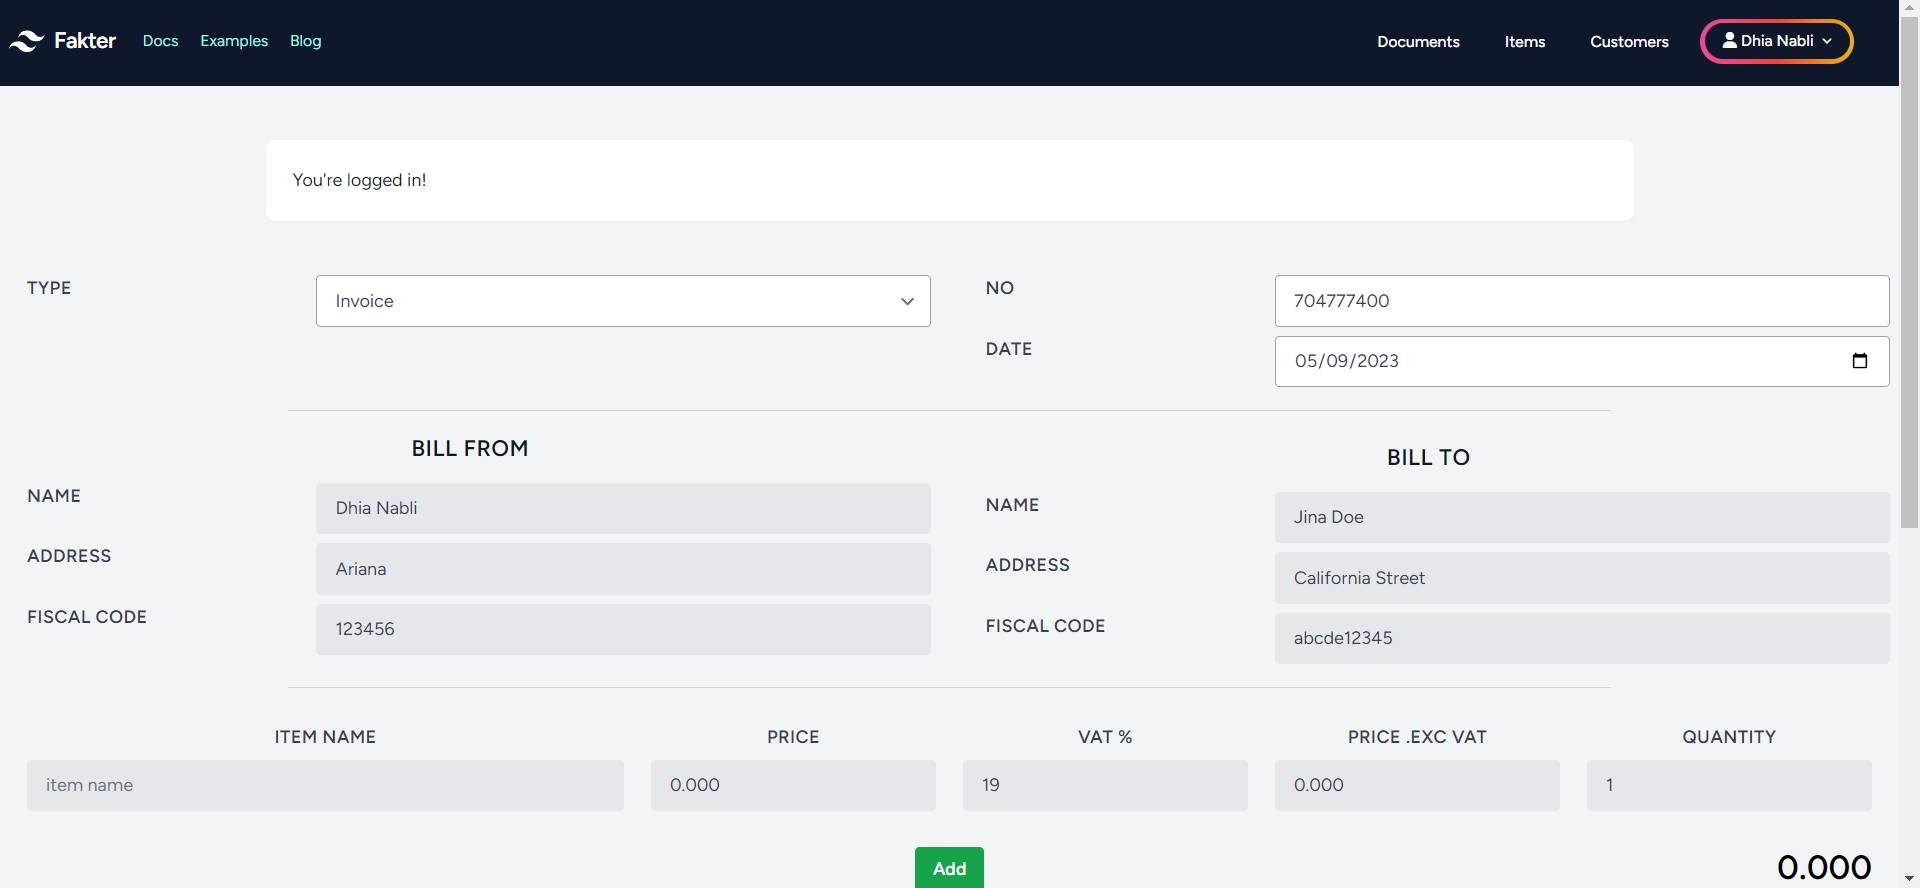 Fakter Docs Examples Blog Documents Items Customers Dhia Nabli
You're logged in!
TYPE Invoice NO 704777400
DATE 05/09/2023
BILL FROM
NAME Dhia Nabli
ADDRESS Ariana
FISCAL CODE 123456
BILL TO
NAME Jina Doe
ADDRESS California Street
FISCAL CODE abcde12345
ITEM NAME PRICE VAT % PRICE .EXC VAT QUANTITY
item name 0.000 19 0.000 1
Add 0.000